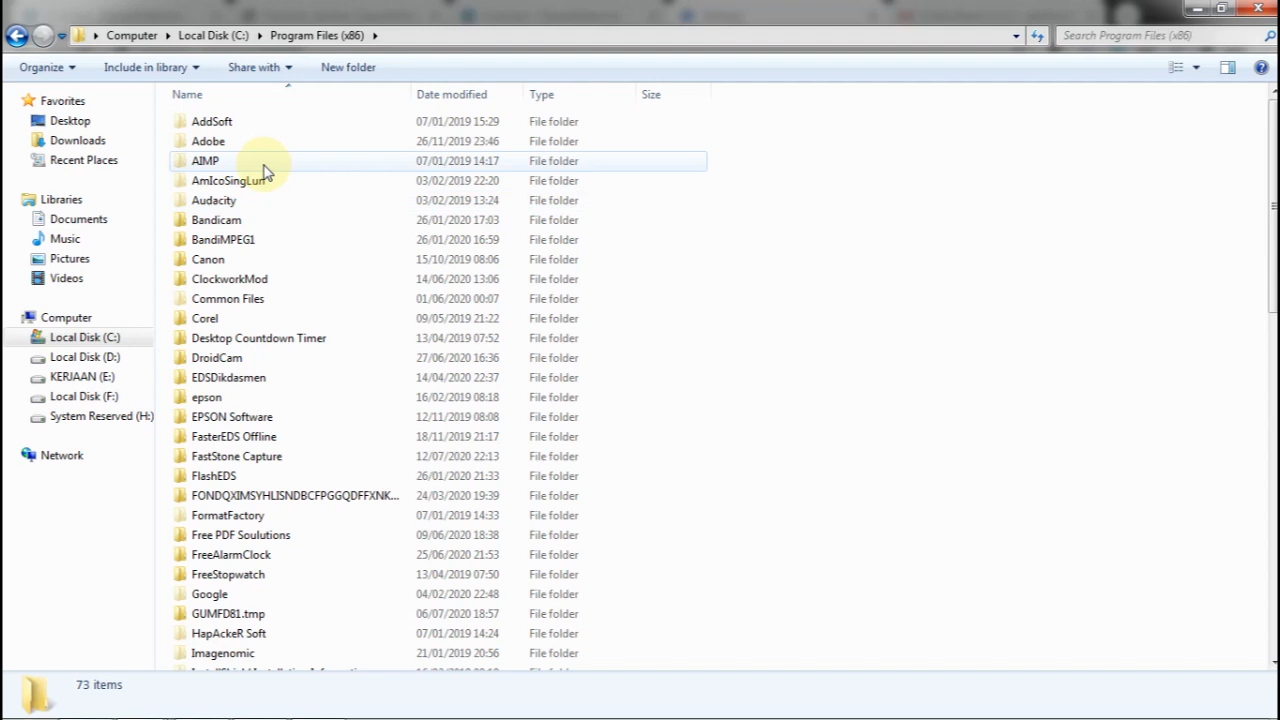 Computer Local Disk (C:) Program Files (x86) Search Program Files (x86)
Organize Include in library Share with New folder
Name Date modified Type Size
Favorites
Desktop
Downloads
Recent Places
Libraries
Documents
Music
Pictures
Videos
Computer
Local Disk (C:)
Local Disk (D:)
KERJAAN (E:)
Local Disk (F:)
System Reserved (H:)
Network
AddSoft 07/01/2019 15:29 File folder
Adobe 26/11/2019 23:46 File folder
AIMP 07/01/2019 14:17 File folder
AmIcoSingLun 03/02/2019 22:20 File folder
Audacity 03/02/2019 13:24 File folder
Bandicam 26/01/2020 17:03 File folder
BandiMPEG1 26/01/2020 16:59 File folder
Canon 15/10/2019 08:06 File folder
ClockworkMod 14/06/2020 13:06 File folder
Common Files 01/06/2020 00:07 File folder
Corel 09/05/2019 21:22 File folder
Desktop Countdown Timer 13/04/2019 07:52 File folder
DroidCam 27/06/2020 16:36 File folder
EDSDikdasmen 14/04/2020 22:37 File folder
epson 16/02/2019 08:18 File folder
EPSON Software 12/11/2019 08:08 File folder
FasterEDS Offline 18/11/2019 21:17 File folder
FastStone Capture 12/07/2020 22:13 File folder
FlashEDS 26/01/2020 21:33 File folder
FONDQXIMSYHLISNDBCFPGGQDFFXNK... 24/03/2020 19:39 File folder
FormatFactory 07/01/2019 14:33 File folder
Free PDF Soulutions 09/06/2020 18:38 File folder
FreeAlarmClock 25/06/2020 21:53 File folder
FreeStopwatch 13/04/2019 07:50 File folder
Google 04/02/2020 22:48 File folder
GUMFD81.tmp 06/07/2020 18:57 File folder
HapAckeR Soft 07/01/2019 14:24 File folder
Imagenomic 21/01/2019 20:56 File folder
73 items